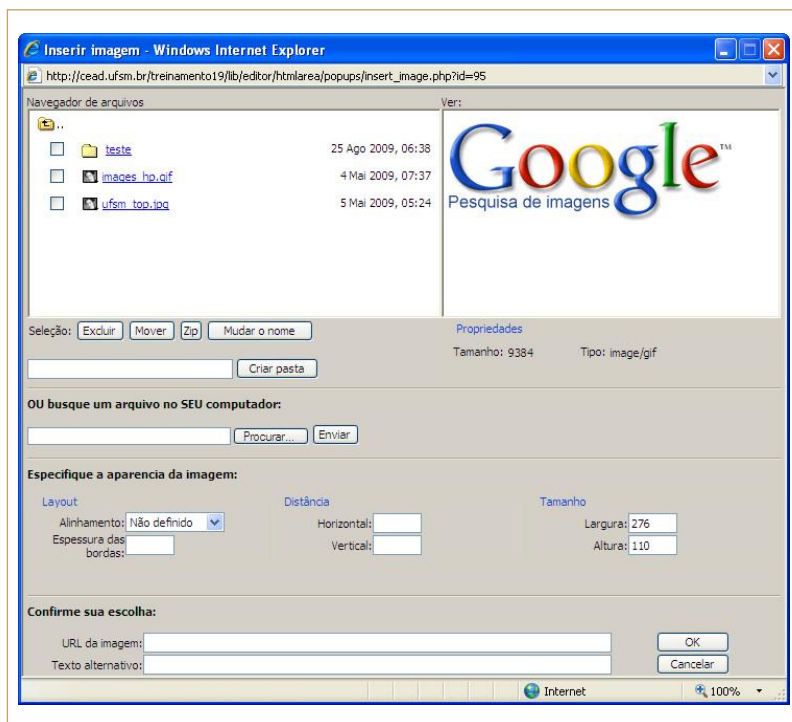 Inserir imagem - Windows Internet Explorer
http://cead.ufsm.br/treinamento19/lib/editor/htmlarea/popups/insert_image.php?id=95
Navegador de arquivos
Ver:
..
teste 25 Ago 2009, 06:38
images_hp.gif 4 Mai 2009, 07:37
ufsm_top.jpg 5 Mai 2009, 05:24
Google™
Pesquisa de imagens
Seleção: Excluir Mover Zip Mudar o nome
Criar pasta
Propriedades
Tamanho: 9384 Tipo: image/gif
OU busque um arquivo no SEU computador:
Procurar... Enviar
Especifique a aparencia da imagem:
Layout Distância Tamanho
Alinhamento: Não definido Horizontal: Largura: 276
Espessura das
bordas: Vertical: Altura: 110
Confirme sua escolha:
URL da imagem: OK
Texto alternativo: Cancelar
Internet 100%